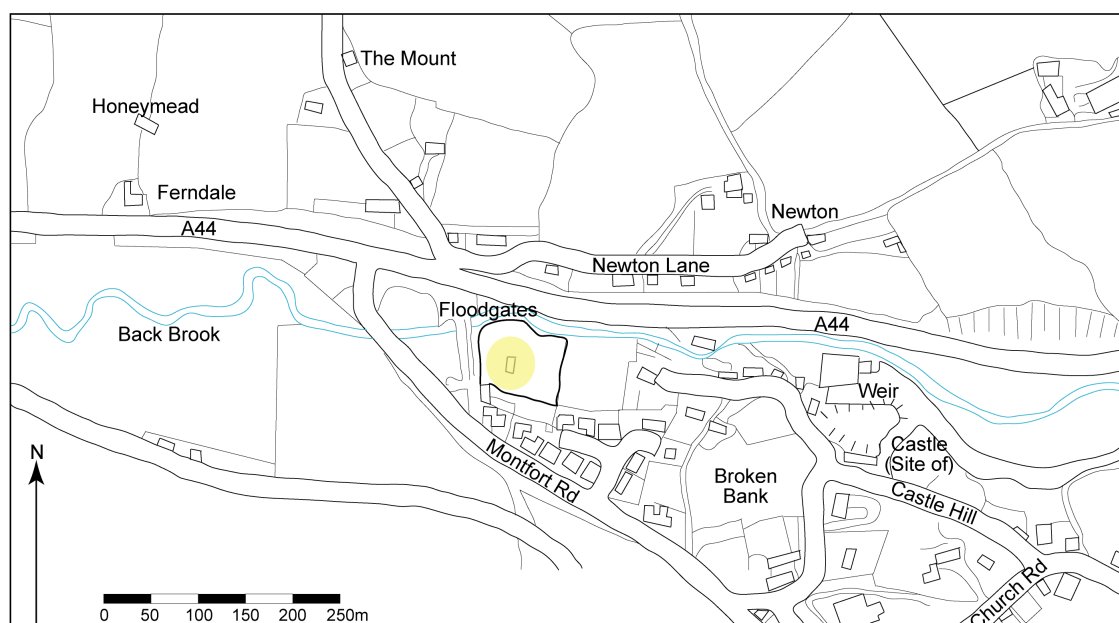 The Mount
Honeymead
Ferndale
A44
Newton
Newton Lane
Floodgates
A44
Back Brook
Weir
Castle
(Site of)
Montfort Rd
Broken
Bank
Castle Hill
N
Church Rd
0 50 100 150 200 250m